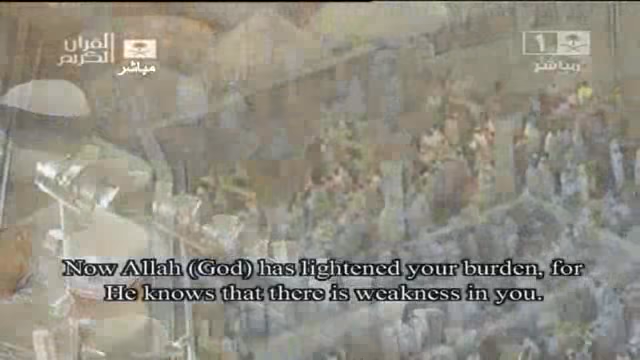 القرآن
الكريم
مباشر
1
مباشر
Now Allah (God) has lightened your burden, for
He knows that there is weakness in you.